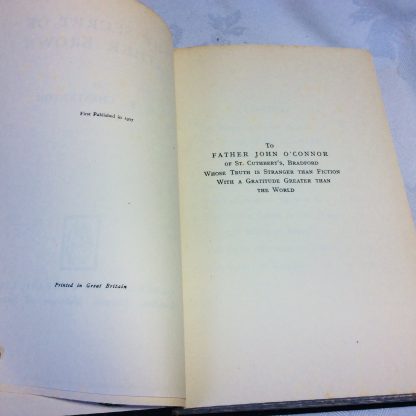 First Published in 1927
Printed in Great Britain
To
FATHER JOHN O'CONNOR
OF ST. CUTHBERT'S, BRADFORD
WHOSE TRUTH IS STRANGER THAN FICTION
WITH A GRATITUDE GREATER THAN
THE WORLD